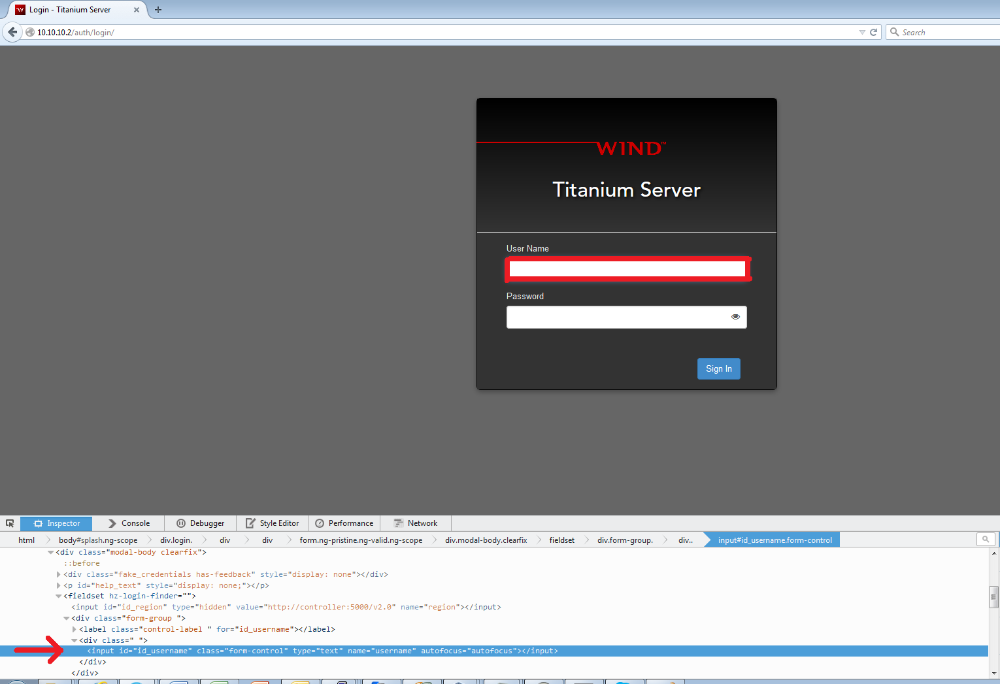 Login - Titanium Server
10.10.10.2/auth/login/
Search
WIND™
Titanium Server
User Name
Password
Sign In
Inspector Console Debugger Style Editor Performance Network
html body#splash.ng-scope div.login. div div form.ng-pristine.ng-valid.ng-scope div.modal-body.clearfix fieldset div.form-group. div.. input#id_username.form-control
<div class="modal-body clearfix">
::before
<div class="fake_credentials has-feedback" style="display: none"></div>
<p id="help_text" style="display: none;"></p>
<fieldset hz-login-finder="">
<input id="id_region" type="hidden" value="http://controller:5000/v2.0" name="region"></input>
<div class="form-group ">
<label class="control-label " for="id_username"></label>
<div class=" ">
<input id="id_username" class="form-control" type="text" name="username" autofocus="autofocus"></input>
</div>
</div>